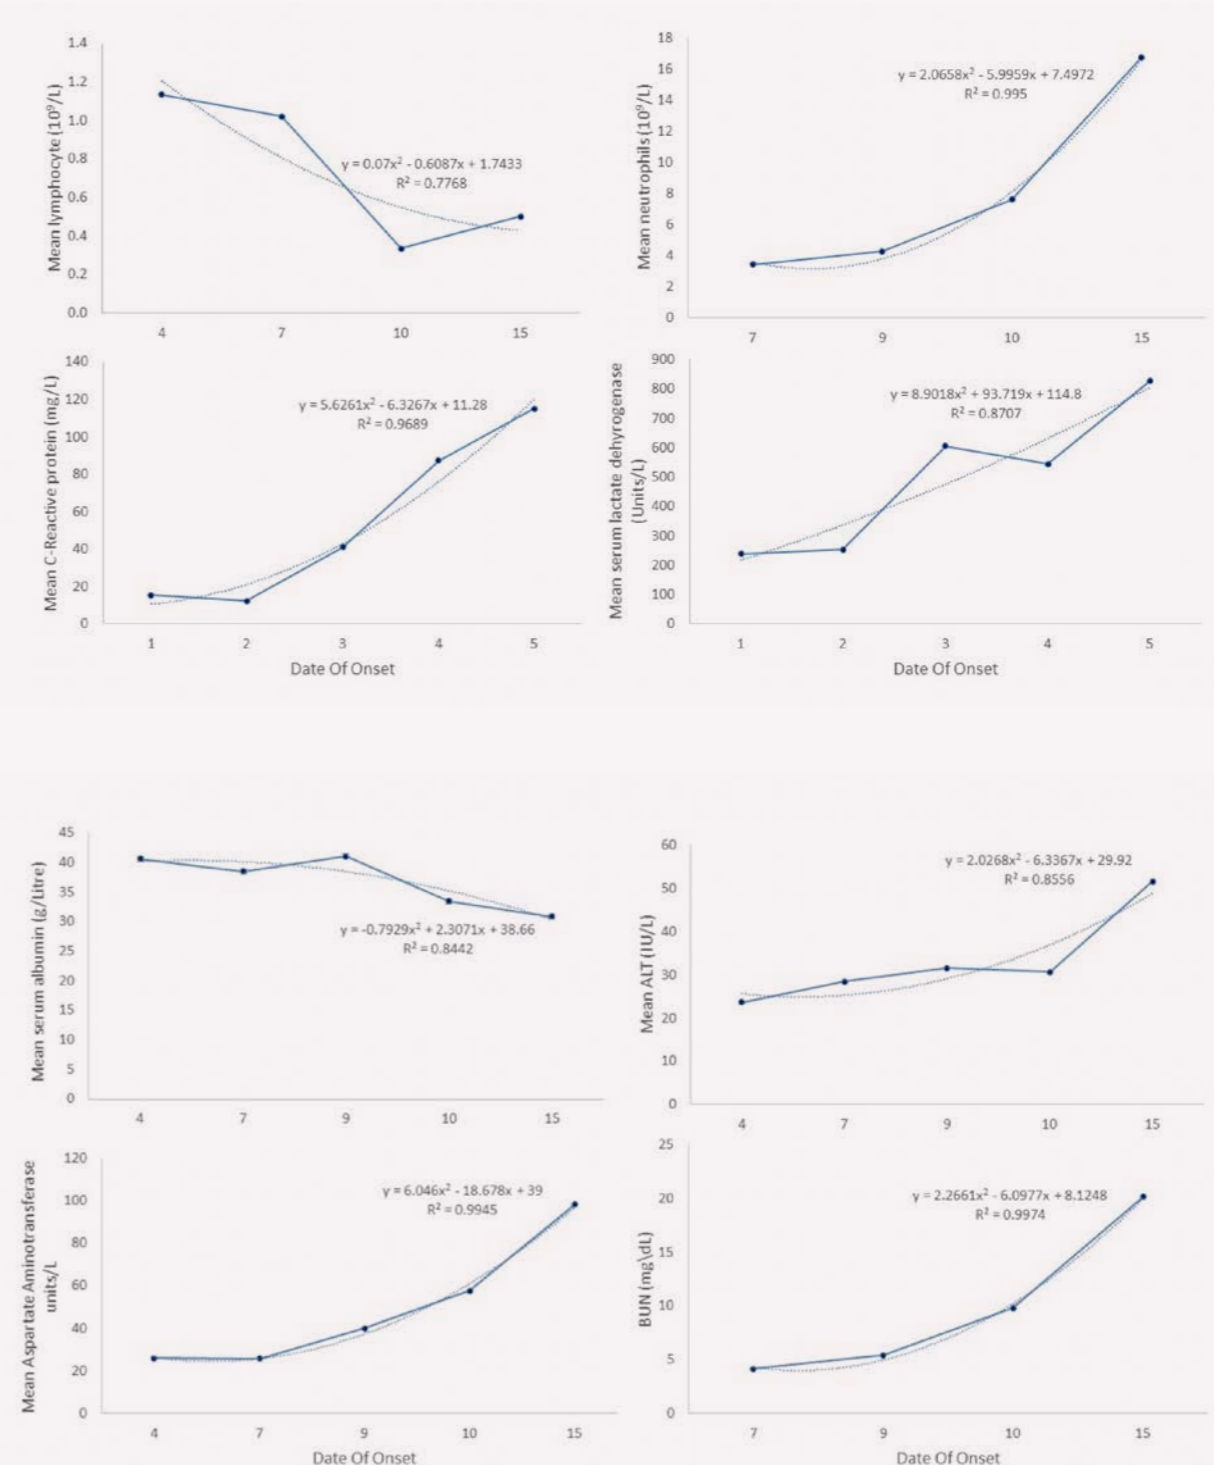 Mean lymphocyte (10⁹/L)
1.4
1.2
1.0
0.8
0.6
0.4
0.2
0.0
y = 0.07x² - 0.6087x + 1.7433
R² = 0.7768
4 7 10 15
Mean neutrophils (10⁹/L)
18
16
14
12
10
8
6
4
2
0
y = 2.0658x² - 5.9959x + 7.4972
R² = 0.995
7 9 10 15
Mean C-Reactive protein (mg/L)
140
120
100
80
60
40
20
0
y = 5.6261x² - 6.3267x + 11.28
R² = 0.9689
1 2 3 4 5
Date Of Onset
Mean serum lactate dehyrogenase
(Units/L)
900
800
700
600
500
400
300
200
100
0
y = 8.9018x² + 93.719x + 114.8
R² = 0.8707
1 2 3 4 5
Date Of Onset
Mean serum albumin (g/Litre)
45
40
35
30
25
20
15
10
5
0
y = -0.7929x² + 2.3071x + 38.66
R² = 0.8442
4 7 9 10 15
Mean ALT (IU/L)
60
50
40
30
20
10
0
y = 2.0268x² - 6.3367x + 29.92
R² = 0.8556
4 7 9 10 15
Mean Aspartate Aminotransferase
units/L
120
100
80
60
40
20
0
y = 6.046x² - 18.678x + 39
R² = 0.9945
4 7 9 10 15
Date Of Onset
BUN (mg\dL)
25
20
15
10
5
0
y = 2.2661x² - 6.0977x + 8.1248
R² = 0.9974
7 9 10 15
Date Of Onset